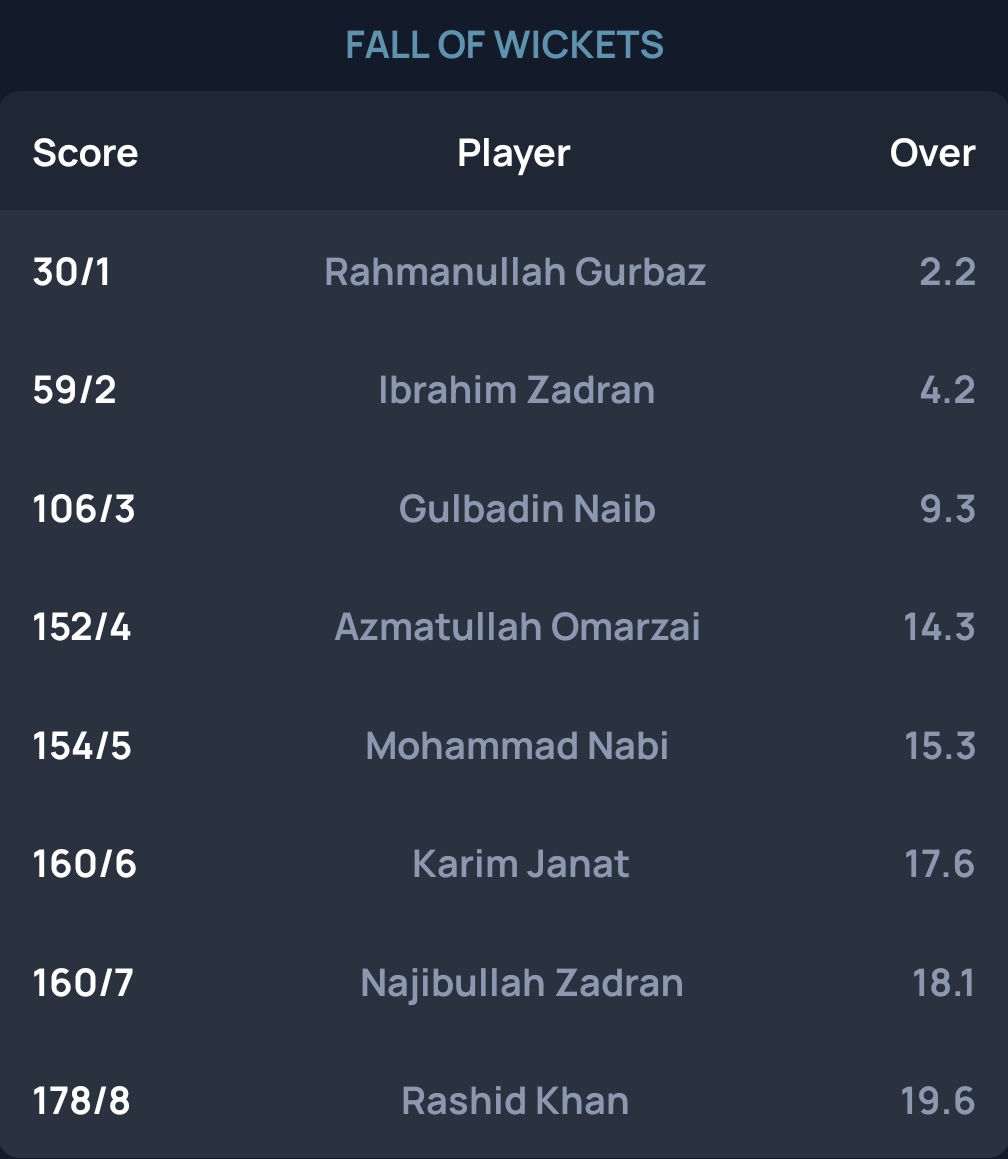 FALL OF WICKETS
Score Player Over
30/1 Rahmanullah Gurbaz 2.2
59/2 Ibrahim Zadran 4.2
106/3 Gulbadin Naib 9.3
152/4 Azmatullah Omarzai 14.3
154/5 Mohammad Nabi 15.3
160/6 Karim Janat 17.6
160/7 Najibullah Zadran 18.1
178/8 Rashid Khan 19.6